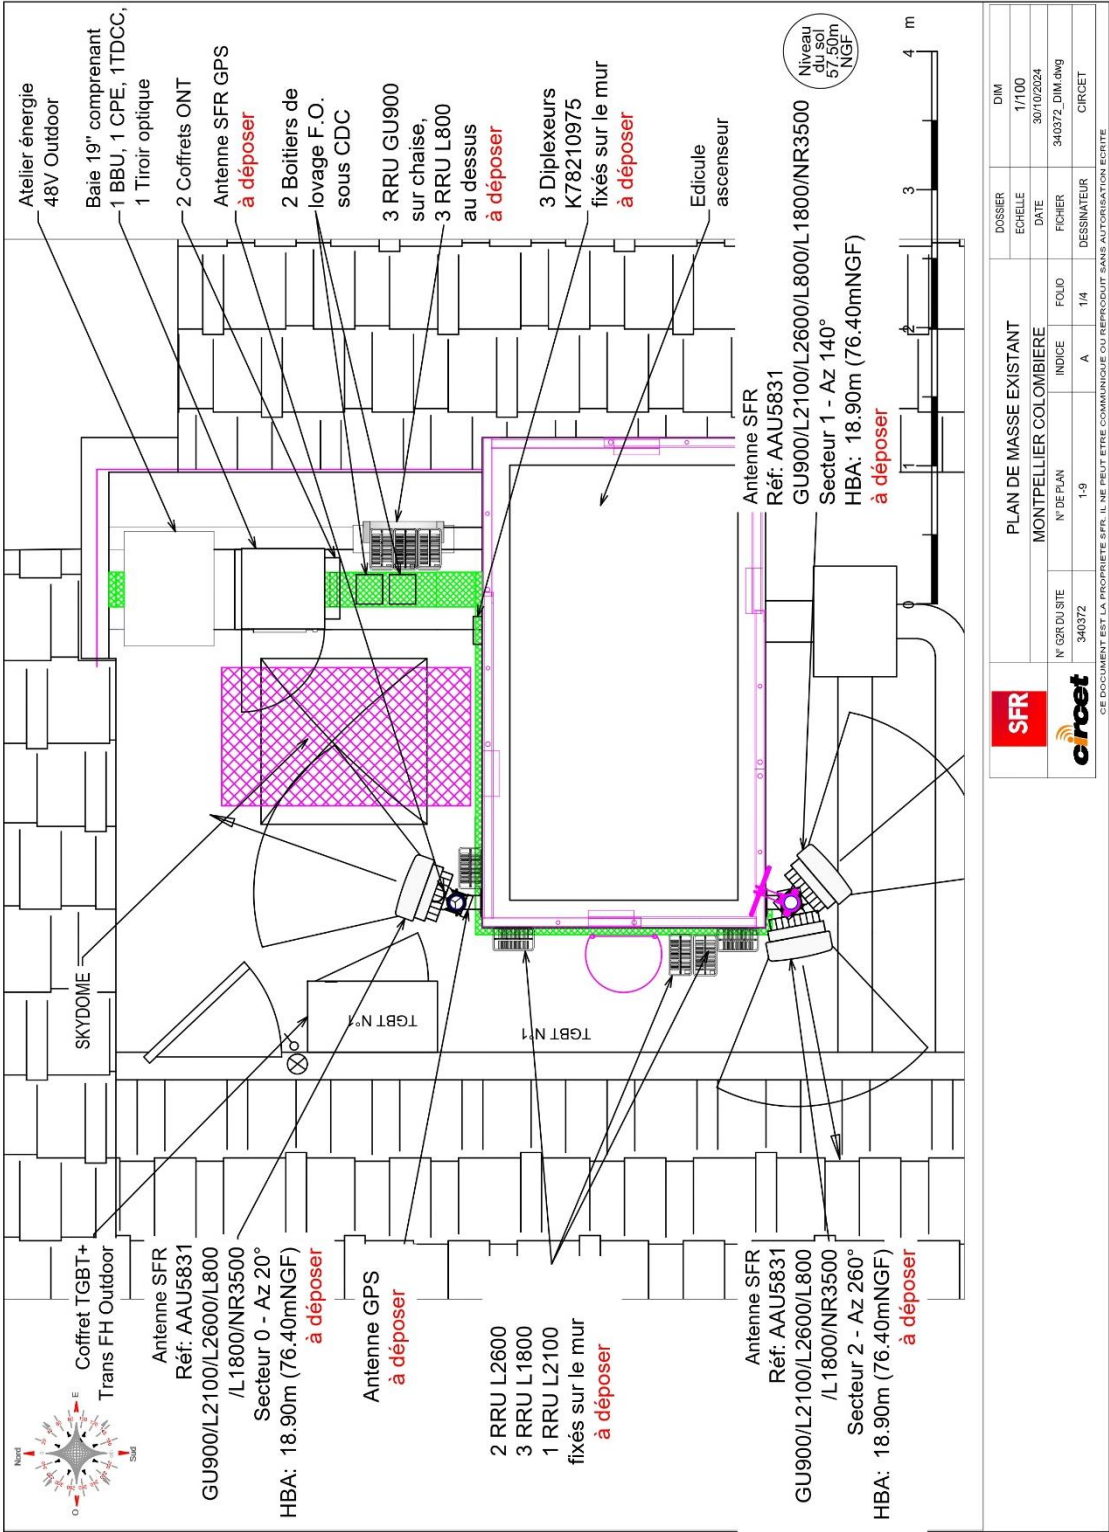 Nord
E
Sud
O
Coffret TGBT+
Trans FH Outdoor
Antenne SFR
Réf: AAU5831
GU900/L2100/L2600/L800
/L1800/NR3500
Secteur 0 - Az 20°
HBA: 18.90m (76.40mNGF)
à déposer
Antenne GPS
à déposer
2 RRU L2600
3 RRU L1800
1 RRU L2100
fixés sur le mur
à déposer
Antenne SFR
Réf: AAU5831
GU900/L2100/L2600/L800
/L1800/NR3500
Secteur 2 - Az 260°
HBA: 18.90m (76.40mNGF)
à déposer
SKYDOME
TGBT N°1
TGBT N°1
Atelier énergie
48V Outdoor
Baie 19" comprenant
1 BBU, 1 CPE, 1TDCC,
1 Tiroir optique
2 Coffrets ONT
Antenne SFR GPS
à déposer
2 Boitiers de
lovage F.O.
sous CDC
3 RRU GU900
sur chaise,
3 RRU L800
au dessus
à déposer
3 Diplexeurs
K78210975
fixés sur le mur
à déposer
Edicule
ascenseur
Antenne SFR
Réf: AAU5831
GU900/L2100/L2600/L800/L1800/NR3500
Secteur 1 - Az 140°
HBA: 18.90m (76.40mNGF)
à déposer
Niveau
du sol
57.50m
NGF
0 1 2 3 4 m
SFR
circet
PLAN DE MASSE EXISTANT
MONTPELLIER COLOMBIERE
N° G2R DU SITE
340372
N° DE PLAN
1-9
INDICE
A
FOLIO
1/4
DOSSIER DIM
ECHELLE 1/100
DATE 30/10/2024
FICHIER 340372_DIM.dwg
DESSINATEUR CIRCET
CE DOCUMENT EST LA PROPRIETE SFR. IL NE PEUT ETRE COMMUNIQUE OU REPRODUIT SANS AUTORISATION ECRITE